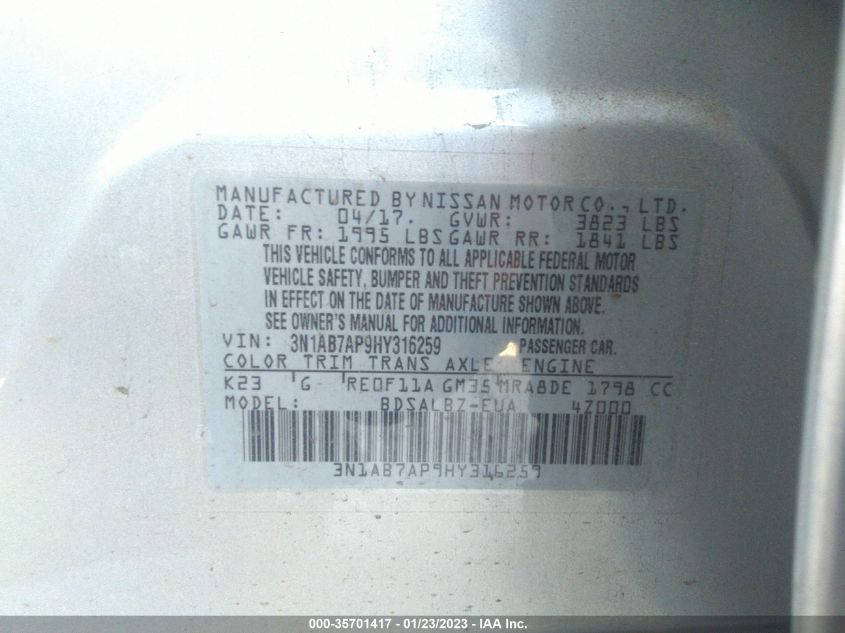 MANUFACTURED BY NISSAN MOTOR CO., LTD.
DATE: 04/17. GVWR: 3823 LBS
GAWR FR: 1995 LBS GAWR RR: 1841 LBS
THIS VEHICLE CONFORMS TO ALL APPLICABLE FEDERAL MOTOR
VEHICLE SAFETY, BUMPER AND THEFT PREVENTION STANDARDS
IN EFFECT ON THE DATE OF MANUFACTURE SHOWN ABOVE.
SEE OWNER'S MANUAL FOR ADDITIONAL INFORMATION.
VIN: 3N1AB7AP9HY316259 PASSENGER CAR.
COLOR TRIM TRANS AXLE ENGINE
K23 G RE0F11A GM35 MRA8DE 1798 CC
MODEL: BDSALBZ-EUA 4Z000
3N1AB7AP9HY316259
000-35701417 - 01/23/2023 - IAA Inc.